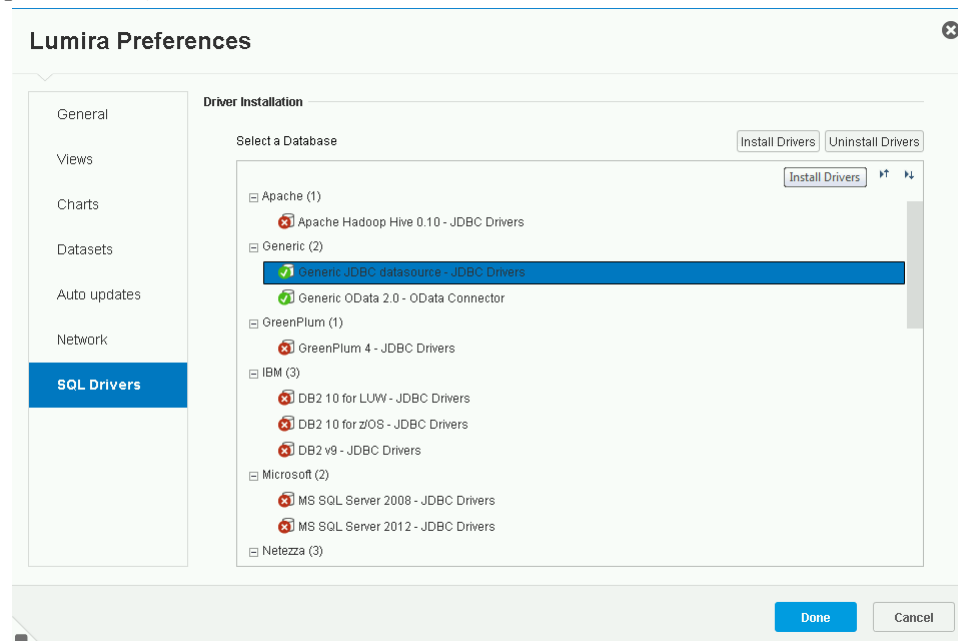 Lumira Preferences
General
Views
Charts
Datasets
Auto updates
Network
SQL Drivers
Driver Installation
Select a Database
Install Drivers
Uninstall Drivers
Install Drivers
Apache (1)
Apache Hadoop Hive 0.10 - JDBC Drivers
Generic (2)
Generic JDBC datasource - JDBC Drivers
Generic OData 2.0 - OData Connector
GreenPlum (1)
GreenPlum 4 - JDBC Drivers
IBM (3)
DB2 10 for LUW - JDBC Drivers
DB2 10 for z/OS - JDBC Drivers
DB2 v9 - JDBC Drivers
Microsoft (2)
MS SQL Server 2008 - JDBC Drivers
MS SQL Server 2012 - JDBC Drivers
Netezza (3)
Done
Cancel